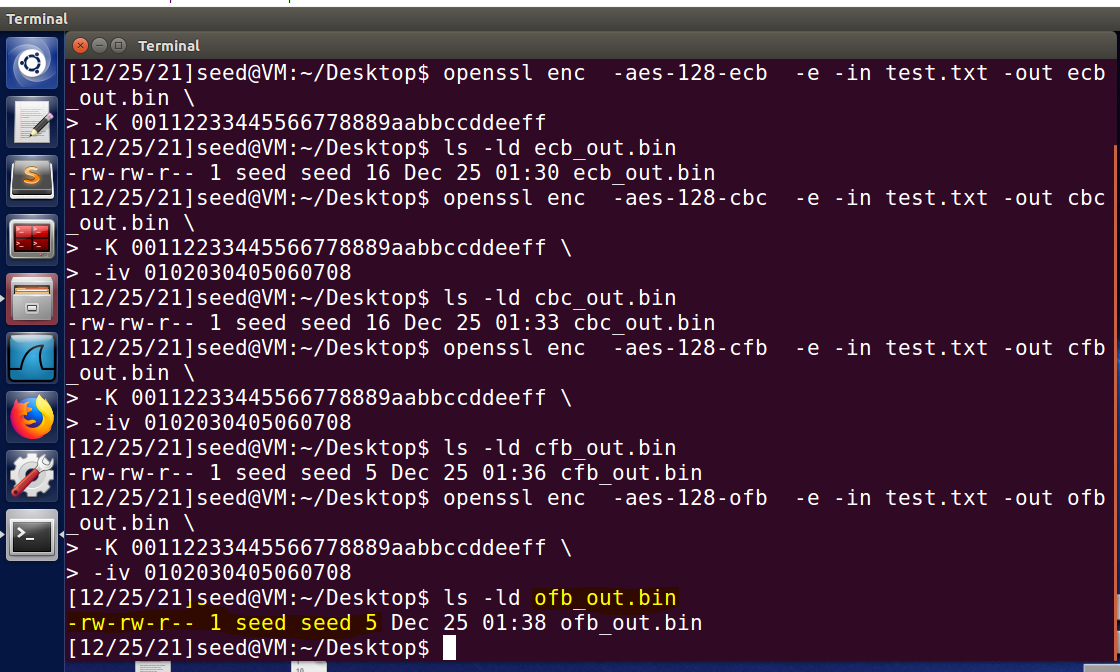 Terminal
Terminal
[12/25/21]seed@VM:~/Desktop$ openssl enc  -aes-128-ecb  -e -in test.txt -out ecb
_out.bin \
> -K 00112233445566778889aabbccddeeff
[12/25/21]seed@VM:~/Desktop$ ls -ld ecb_out.bin
-rw-rw-r-- 1 seed seed 16 Dec 25 01:30 ecb_out.bin
[12/25/21]seed@VM:~/Desktop$ openssl enc  -aes-128-cbc  -e -in test.txt -out cbc
_out.bin \
> -K 00112233445566778889aabbccddeeff \
> -iv 0102030405060708
[12/25/21]seed@VM:~/Desktop$ ls -ld cbc_out.bin
-rw-rw-r-- 1 seed seed 16 Dec 25 01:33 cbc_out.bin
[12/25/21]seed@VM:~/Desktop$ openssl enc  -aes-128-cfb  -e -in test.txt -out cfb
_out.bin \
> -K 00112233445566778889aabbccddeeff \
> -iv 0102030405060708
[12/25/21]seed@VM:~/Desktop$ ls -ld cfb_out.bin
-rw-rw-r-- 1 seed seed 5 Dec 25 01:36 cfb_out.bin
[12/25/21]seed@VM:~/Desktop$ openssl enc  -aes-128-ofb  -e -in test.txt -out ofb
_out.bin \
> -K 00112233445566778889aabbccddeeff \
> -iv 0102030405060708
[12/25/21]seed@VM:~/Desktop$ ls -ld ofb_out.bin
-rw-rw-r-- 1 seed seed 5 Dec 25 01:38 ofb_out.bin
[12/25/21]seed@VM:~/Desktop$